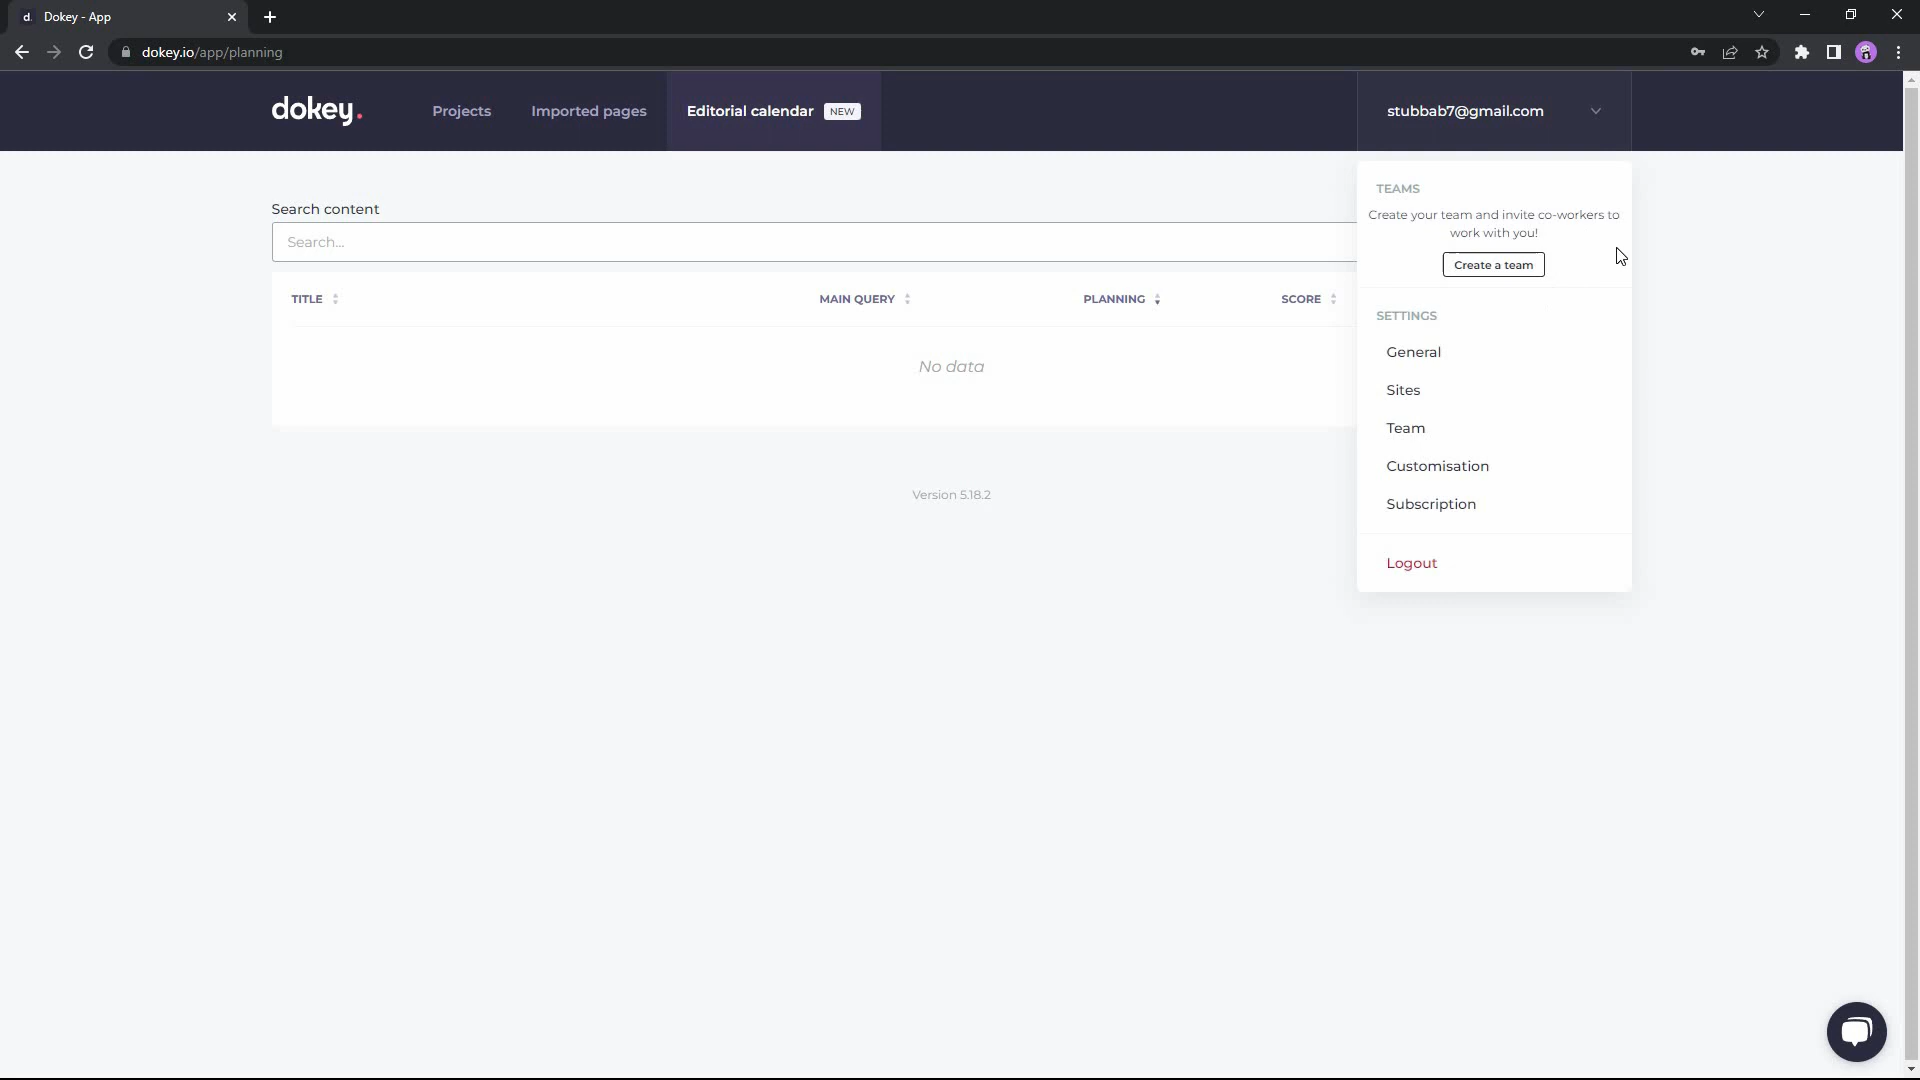 d. Dokey - App
dokey.io/app/planning
dokey.
Projects
Imported pages
Editorial calendar NEW
stubbab7@gmail.com
TEAMS
Create your team and invite co-workers to
work with you!
Create a team
Search content
Search...
TITLE
MAIN QUERY
PLANNING
SCORE
No data
SETTINGS
General
Sites
Team
Customisation
Subscription
Logout
Version 5.18.2